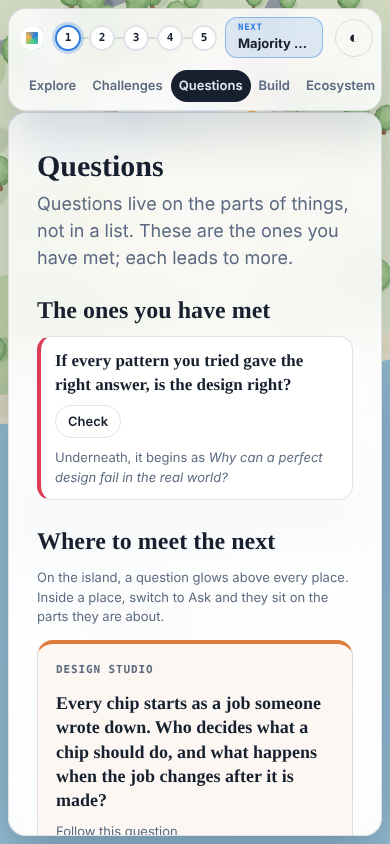 1 2 3 4 5
NEXT
Majority ...
Explore Challenges Questions Build Ecosystem
Questions
Questions live on the parts of things,
not in a list. These are the ones you
have met; each leads to more.
The ones you have met
If every pattern you tried gave the
right answer, is the design right?
Check
Underneath, it begins as Why can a perfect
design fail in the real world?
Where to meet the next
On the island, a question glows above every place.
Inside a place, switch to Ask and they sit on the
parts they are about.
DESIGN STUDIO
Every chip starts as a job someone
wrote down. Who decides what a
chip should do, and what happens
when the job changes after it is
made?
Follow this question